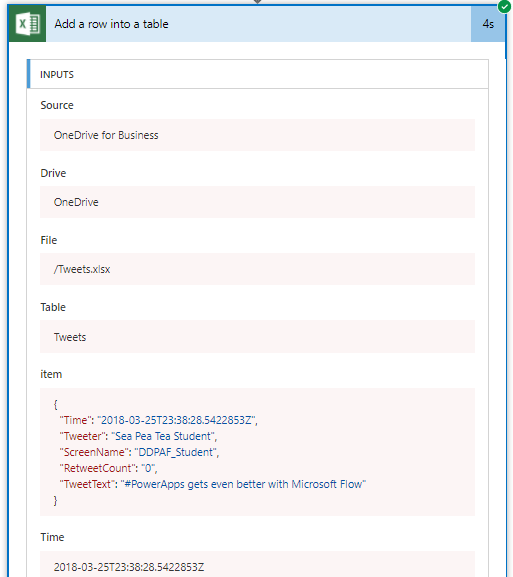 Add a row into a table
4s
INPUTS
Source
OneDrive for Business
Drive
OneDrive
File
/Tweets.xlsx
Table
Tweets
item
{
"Time": "2018-03-25T23:38:28.5422853Z",
"Tweeter": "Sea Pea Tea Student",
"ScreenName": "DDPAF_Student",
"RetweetCount": "0",
"TweetText": "#PowerApps gets even better with Microsoft Flow"
}
Time
2018-03-25T23:38:28.5422853Z